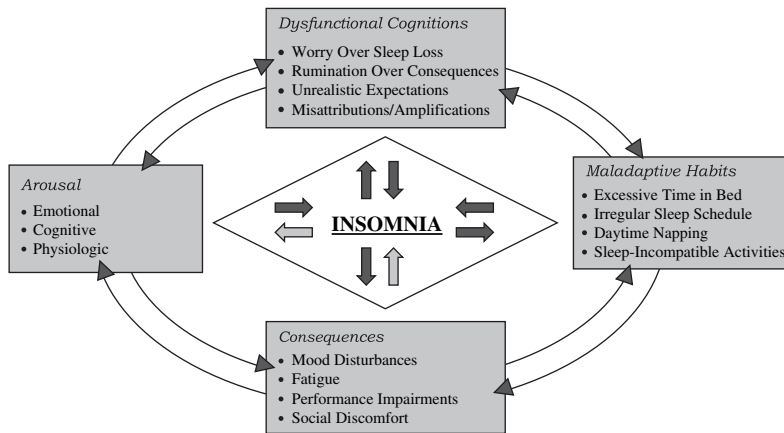 Dysfunctional Cognitions
• Worry Over Sleep Loss
• Rumination Over Consequences
• Unrealistic Expectations
• Misattributions/Amplifications
Arousal
• Emotional
• Cognitive
• Physiologic
INSOMNIA
Maladaptive Habits
• Excessive Time in Bed
• Irregular Sleep Schedule
• Daytime Napping
• Sleep-Incompatible Activities
Consequences
• Mood Disturbances
• Fatigue
• Performance Impairments
• Social Discomfort